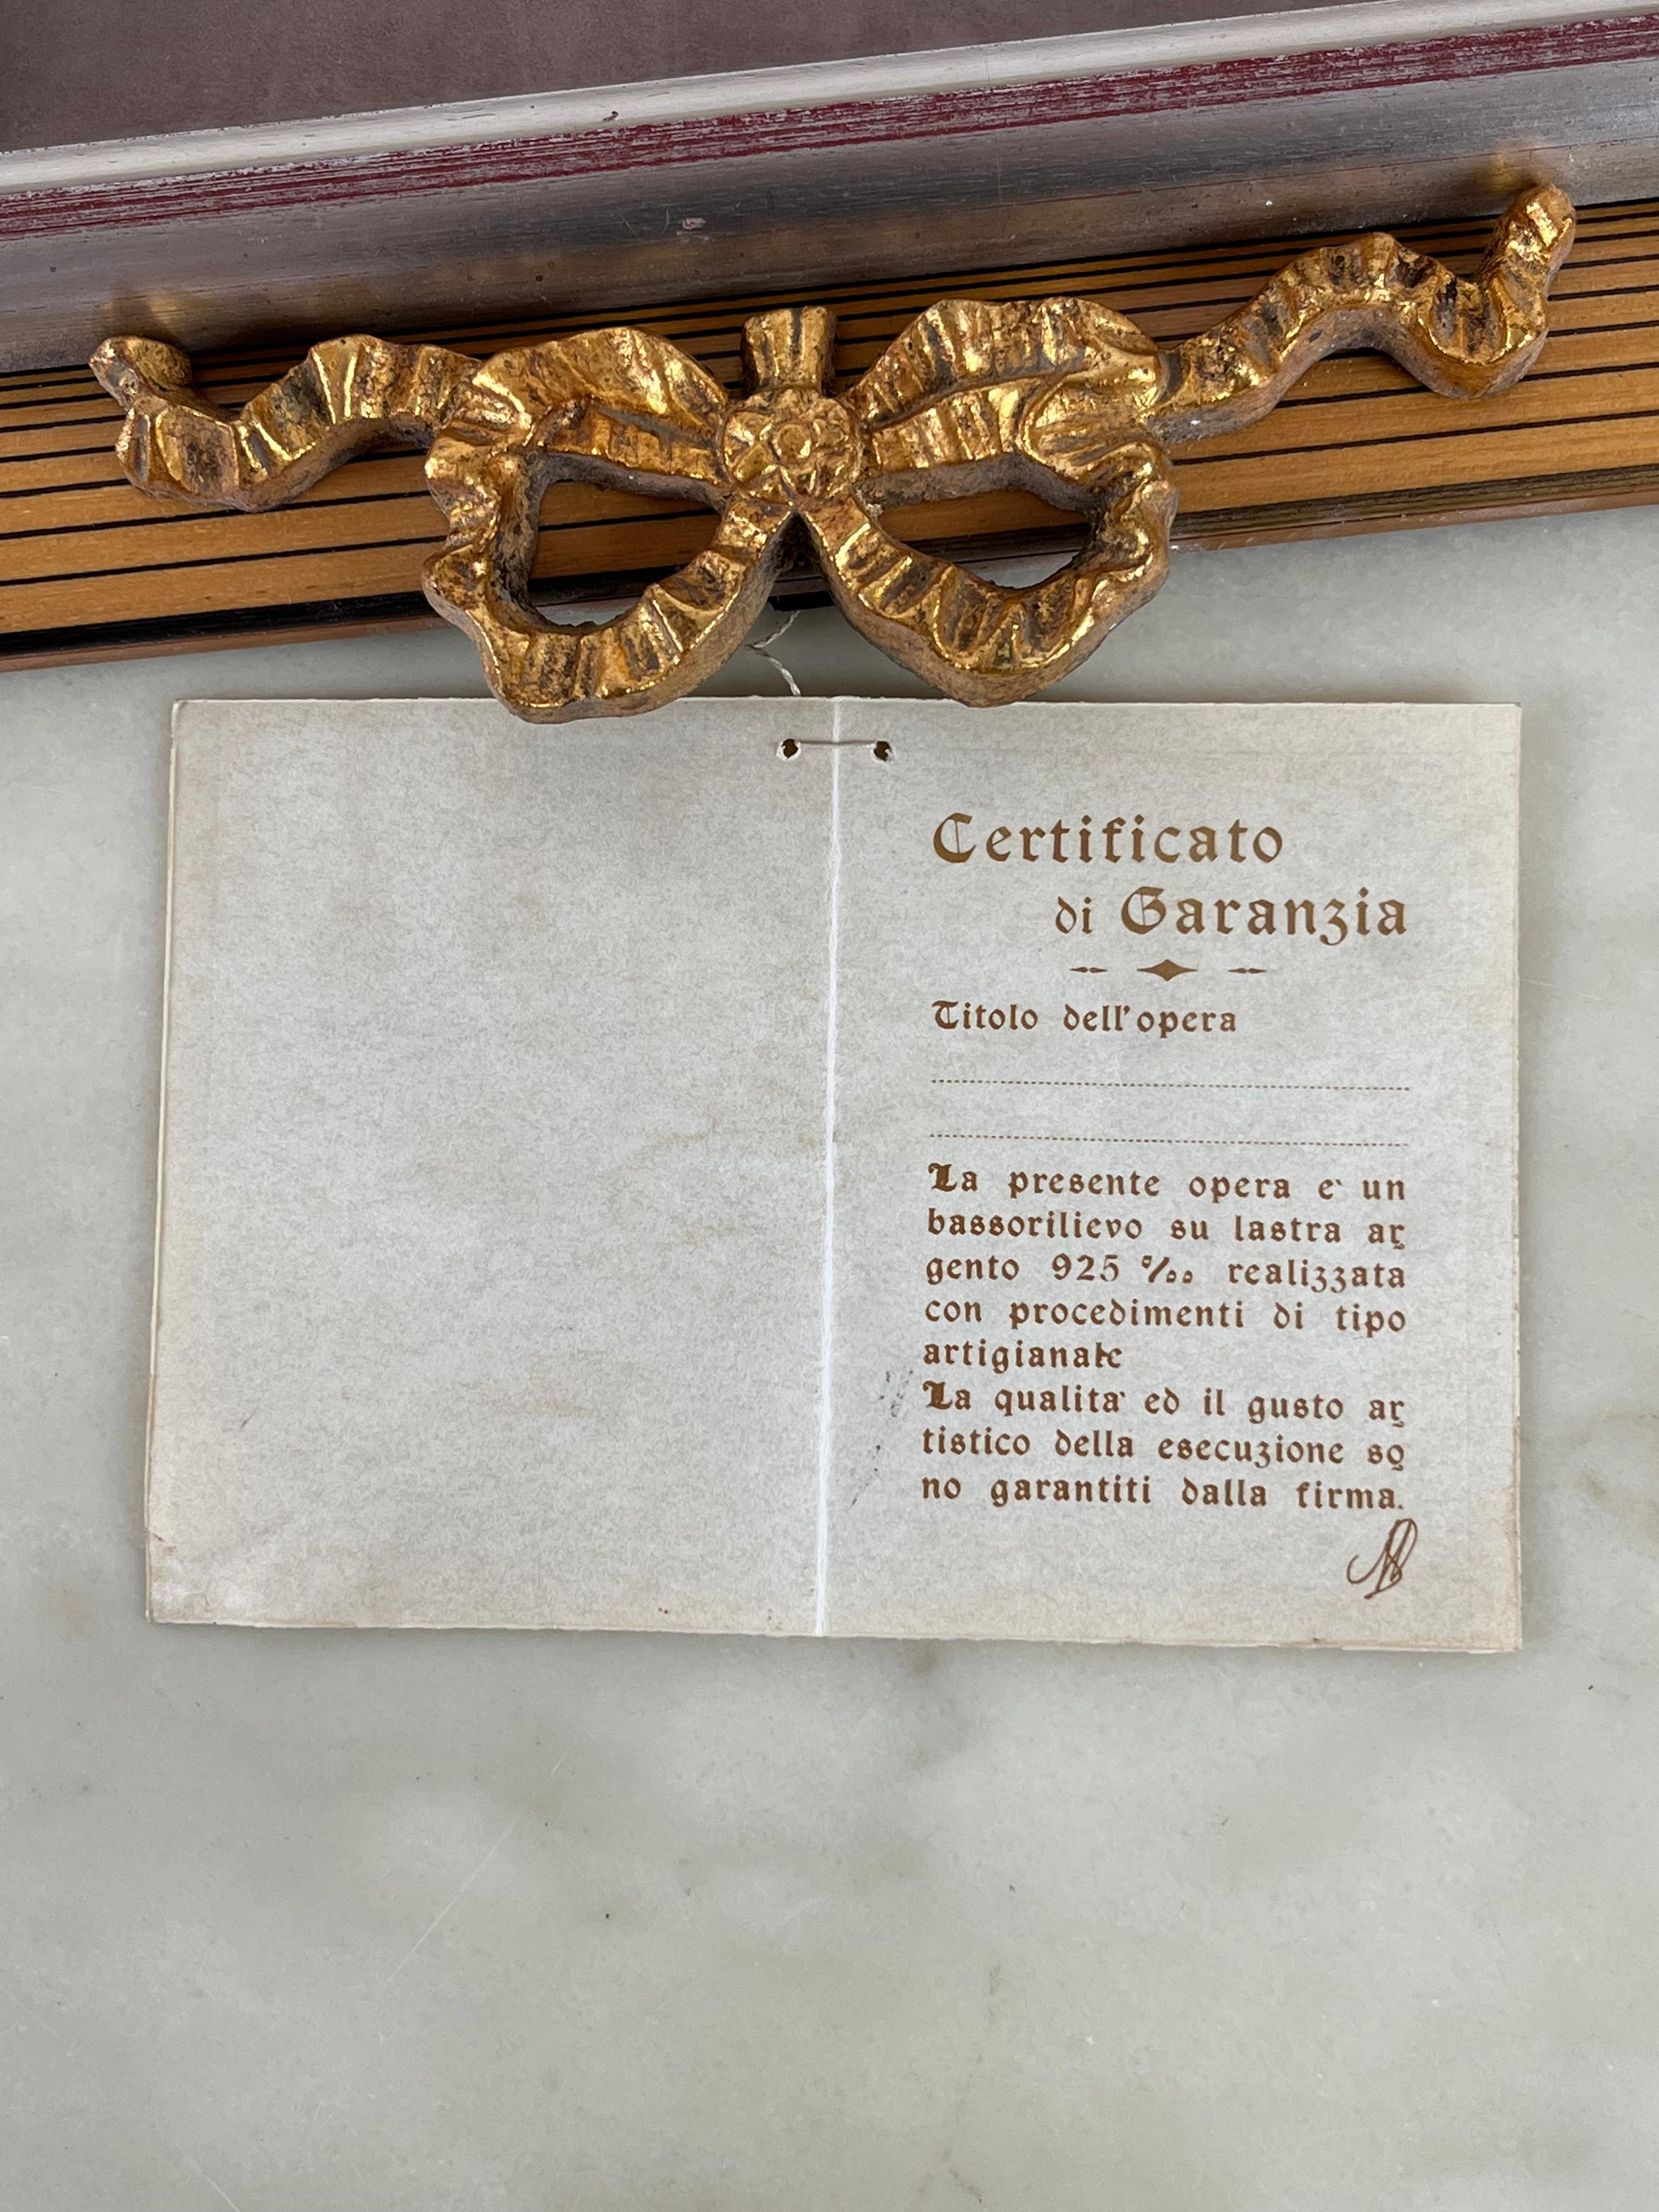 Certificato
di Garanzia
Titolo dell'opera
La presente opera e' un
bassorilievo su lastra ar
gento 925 ‰ realizzata
con procedimenti di tipo
artigianale
La qualita' ed il gusto ar
tistico della esecuzione so
no garantiti dalla firma.